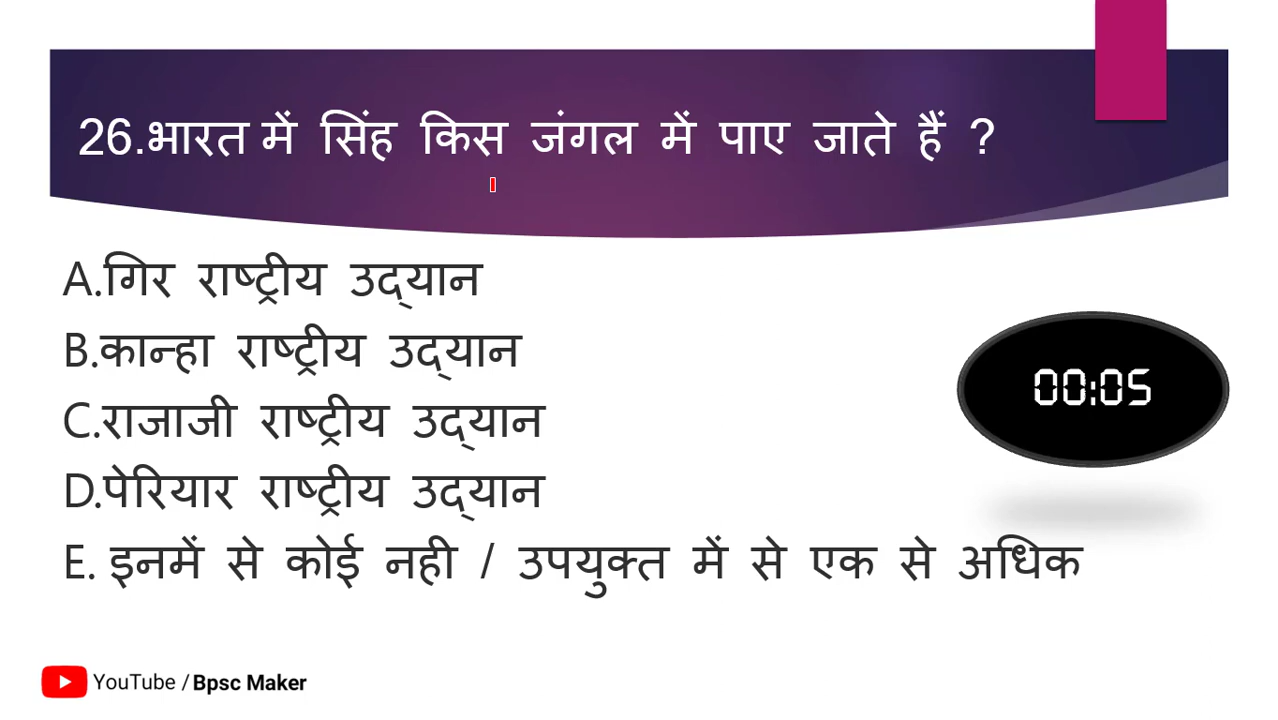 26.भारत में सिंह किस जंगल में पाए जाते हैं ?
A.गिर राष्ट्रीय उद्यान
B.कान्हा राष्ट्रीय उद्यान
C.राजाजी राष्ट्रीय उद्यान
D.पेरियार राष्ट्रीय उद्यान
E. इनमें से कोई नही / उपयुक्त में से एक से अधिक
00:05
YouTube / Bpsc Maker